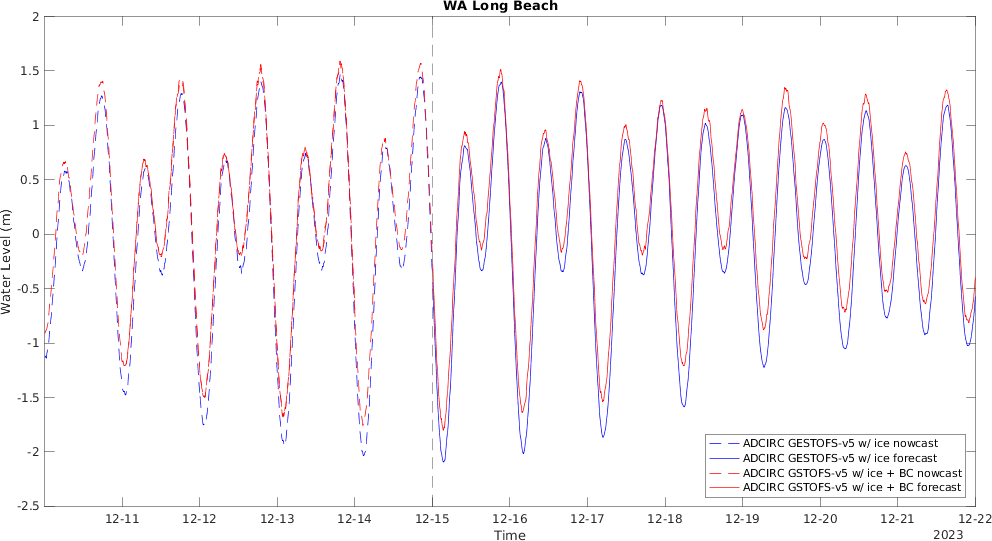 WA Long Beach
2
1.5
1
0.5
0
-0.5
-1
-1.5
-2
-2.5
Water Level (m)
12-11 12-12 12-13 12-14 12-15 12-16 12-17 12-18 12-19 12-20 12-21 12-22
Time
2023
ADCIRC GESTOFS-v5 w/ ice nowcast
ADCIRC GESTOFS-v5 w/ ice forecast
ADCIRC GSTOFS-v5 w/ ice + BC nowcast
ADCIRC GSTOFS-v5 w/ ice + BC forecast